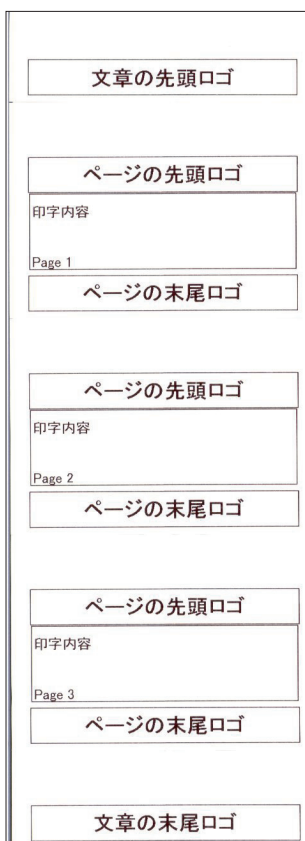 文章の先頭ロゴ
ページの先頭ロゴ
印字内容
Page 1
ページの末尾ロゴ
ページの先頭ロゴ
印字内容
Page 2
ページの末尾ロゴ
ページの先頭ロゴ
印字内容
Page 3
ページの末尾ロゴ
文章の末尾ロゴ